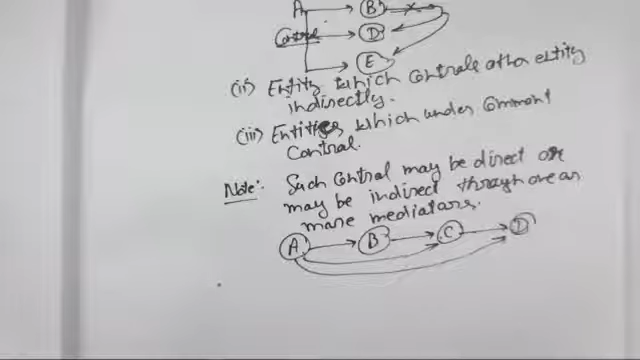 A B
Control D
E
(ii) Entity which Controls other entity
indirectly.
(iii) Entities which under Common
Control.
Note:- Such Control may be direct or
may be indirect through one or
more mediators.
A B C D